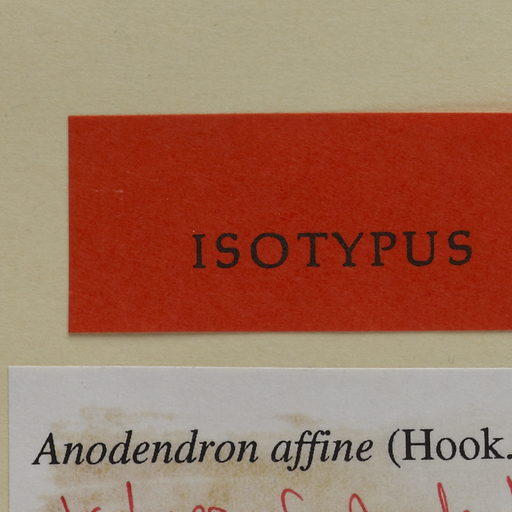 ISOTYPUS
Anodendron affine (Hook.